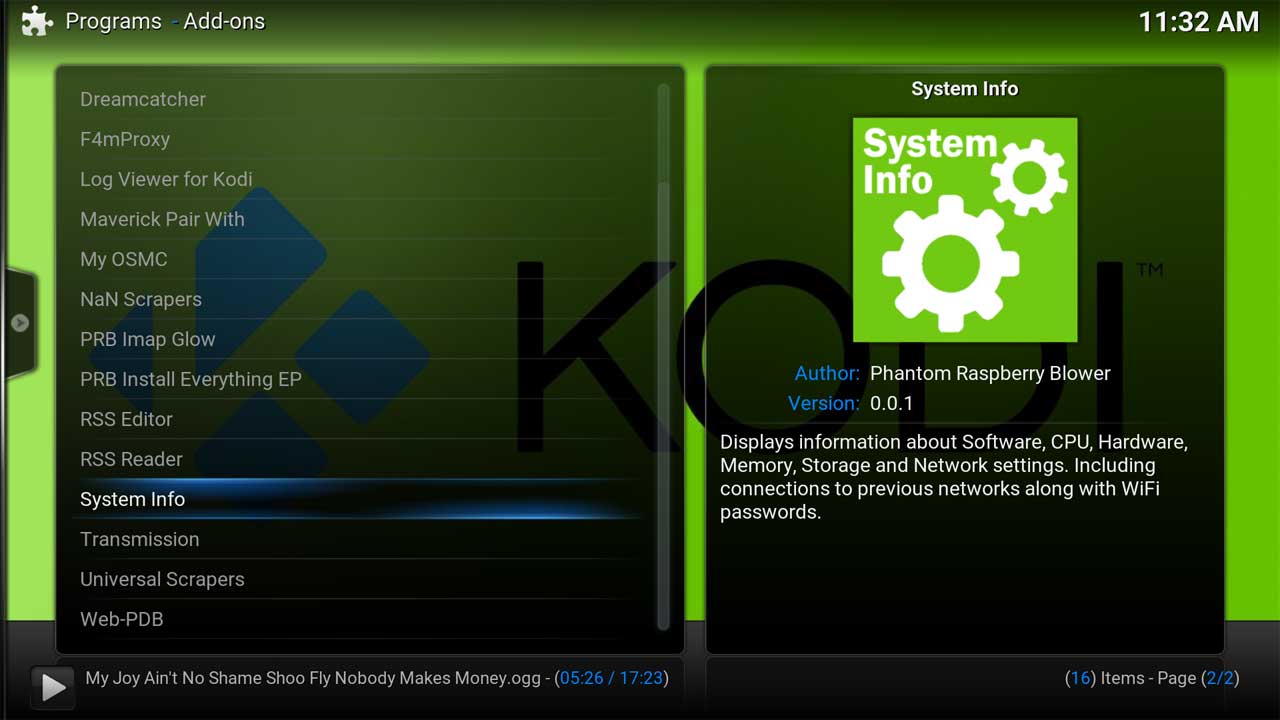 Programs - Add-ons
11:32 AM
Dreamcatcher
F4mProxy
Log Viewer for Kodi
Maverick Pair With
My OSMC
NaN Scrapers
PRB Imap Glow
PRB Install Everything EP
RSS Editor
RSS Reader
System Info
Transmission
Universal Scrapers
Web-PDB
System Info
System
Info
KODI™
Author: Phantom Raspberry Blower
Version: 0.0.1
Displays information about Software, CPU, Hardware,
Memory, Storage and Network settings. Including
connections to previous networks along with WiFi
passwords.
My Joy Ain't No Shame Shoo Fly Nobody Makes Money.ogg - (05:26 / 17:23)
(16) Items - Page (2/2)